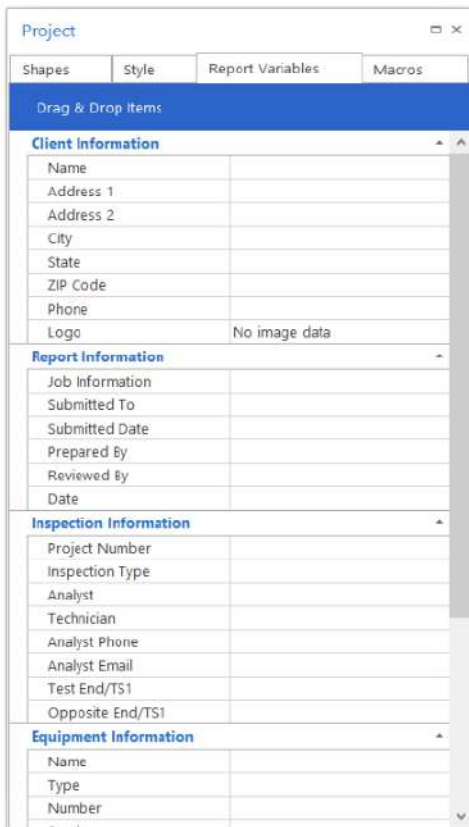 Project
Shapes Style Report Variables Macros
Drag & Drop Items
Client Information
Name
Address 1
Address 2
City
State
ZIP Code
Phone
Logo No image data
Report Information
Job Information
Submitted To
Submitted Date
Prepared By
Reviewed By
Date
Inspection Information
Project Number
Inspection Type
Analyst
Technician
Analyst Phone
Analyst Email
Test End/TS1
Opposite End/TS1
Equipment Information
Name
Type
Number